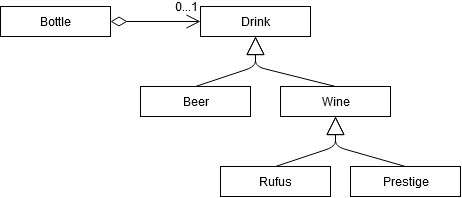 Bottle
0...1
Drink
Beer
Wine
Rufus
Prestige